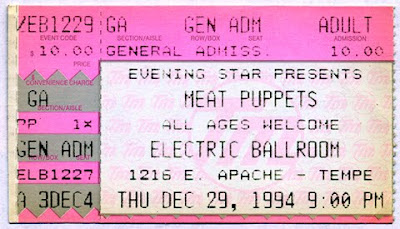 ZEB1229 GA GEN ADM ADULT
EVENT CODE SECTION/AISLE ROW/BOX SEAT ADMISSION
$ 10.00 GENERAL ADMISS. 10.00
PRICE
EVENING STAR PRESENTS
CONVENIENCE CHARGE
GA MEAT PUPPETS
SECTION/AISLE
PP 1X ALL AGES WELCOME
GEN ADM ELECTRIC BALLROOM
ELB1227 1216 E. APACHE - TEMPE
A 3DEC4 THU DEC 29, 1994 9:00 PM